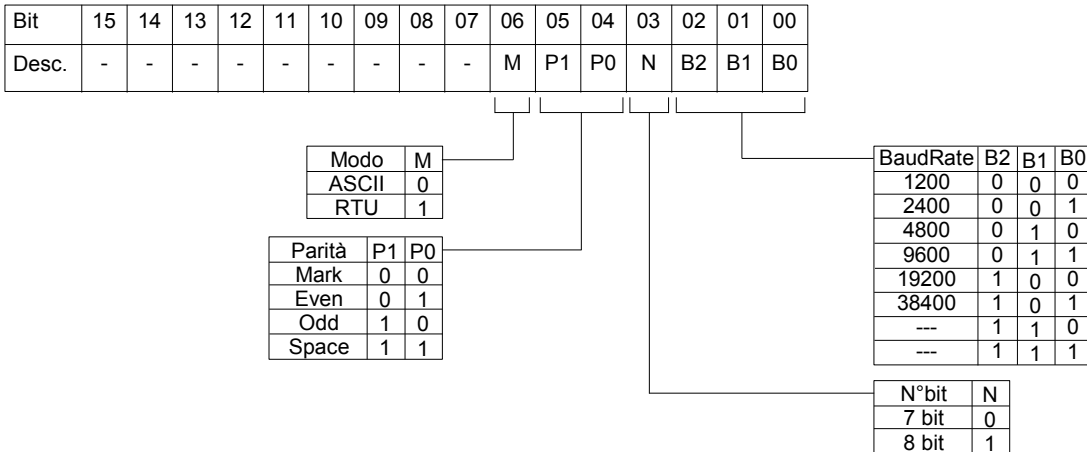 Bit 15 14 13 12 11 10 09 08 07 06 05 04 03 02 01 00
Desc. - - - - - - - - - M P1 P0 N B2 B1 B0
Modo M
ASCII 0
RTU 1
Parità P1 P0
Mark 0 0
Even 0 1
Odd 1 0
Space 1 1
BaudRate B2 B1 B0
1200 0 0 0
2400 0 0 1
4800 0 1 0
9600 0 1 1
19200 1 0 0
38400 1 0 1
--- 1 1 0
--- 1 1 1
N°bit N
7 bit 0
8 bit 1